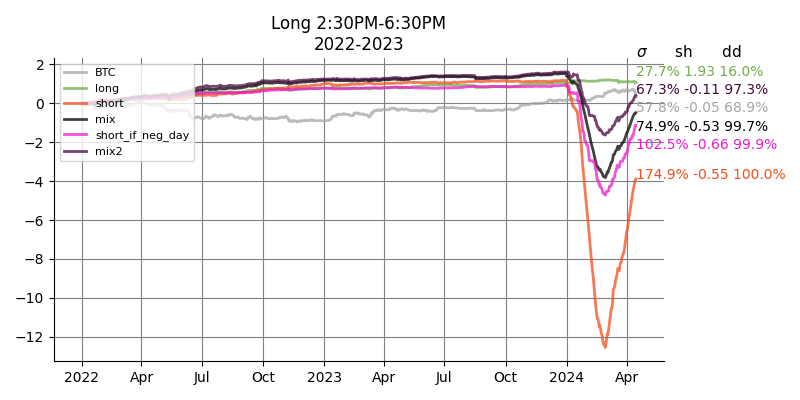 Long 2:30PM-6:30PM
2022-2023
σ sh dd
27.7% 1.93 16.0%
67.3% -0.11 97.3%
57.8% -0.05 68.9%
74.9% -0.53 99.7%
102.5% -0.66 99.9%
174.9% -0.55 100.0%
BTC
long
short
mix
short_if_neg_day
mix2
2
0
−2
−4
−6
−8
−10
−12
2022 Apr Jul Oct 2023 Apr Jul Oct 2024 Apr